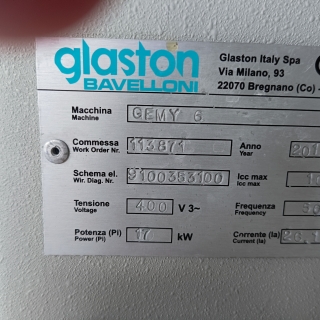 glaston
BAVELLONI
Glaston Italy Spa
Via Milano, 93
22070 Bregnano (Co)
Macchina GEMY 6
Machine
Commessa 113871 Anno
Work Order Nr. Year
Schema el. 9100353100 Icc max
Wir. Diag. Nr. Icc max
Tensione 400 V 3~ Frequenza
Voltage Frequency
Potenza (Pi) 17 kW Corrente (Ia)
Power (Pi) Current (Ia)